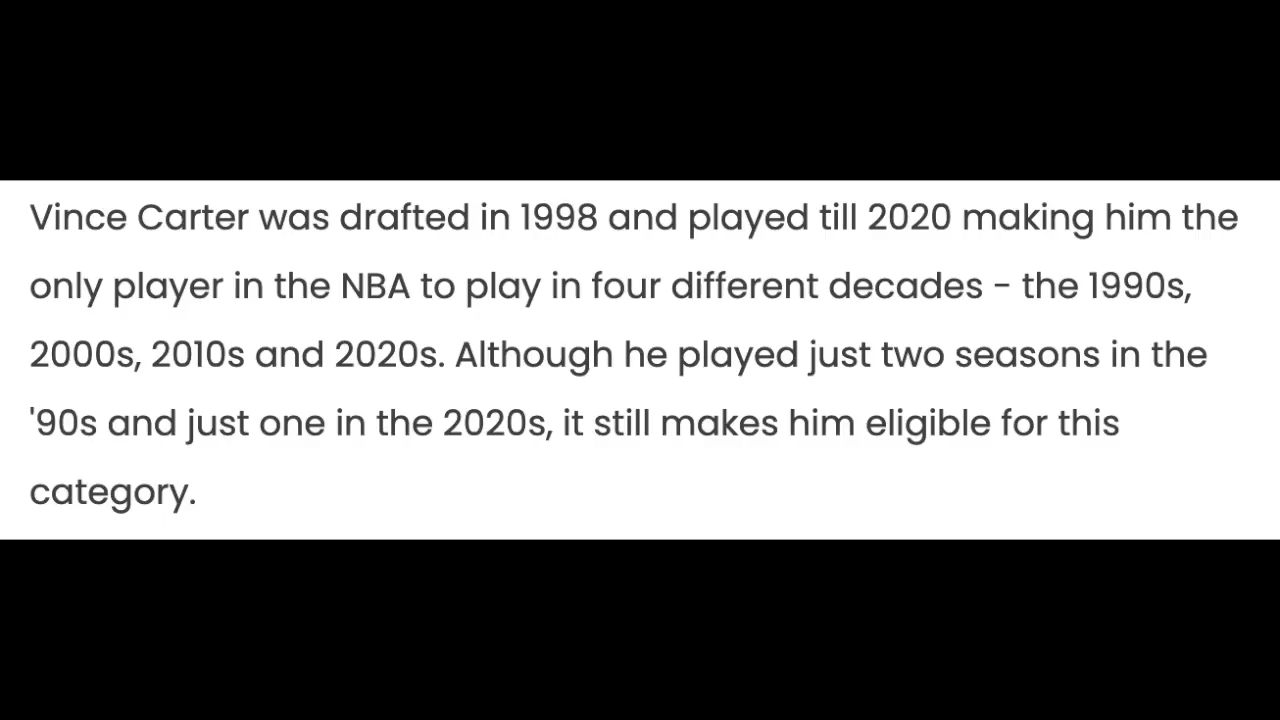 Vince Carter was drafted in 1998 and played till 2020 making him the
only player in the NBA to play in four different decades - the 1990s,
2000s, 2010s and 2020s. Although he played just two seasons in the
'90s and just one in the 2020s, it still makes him eligible for this
category.